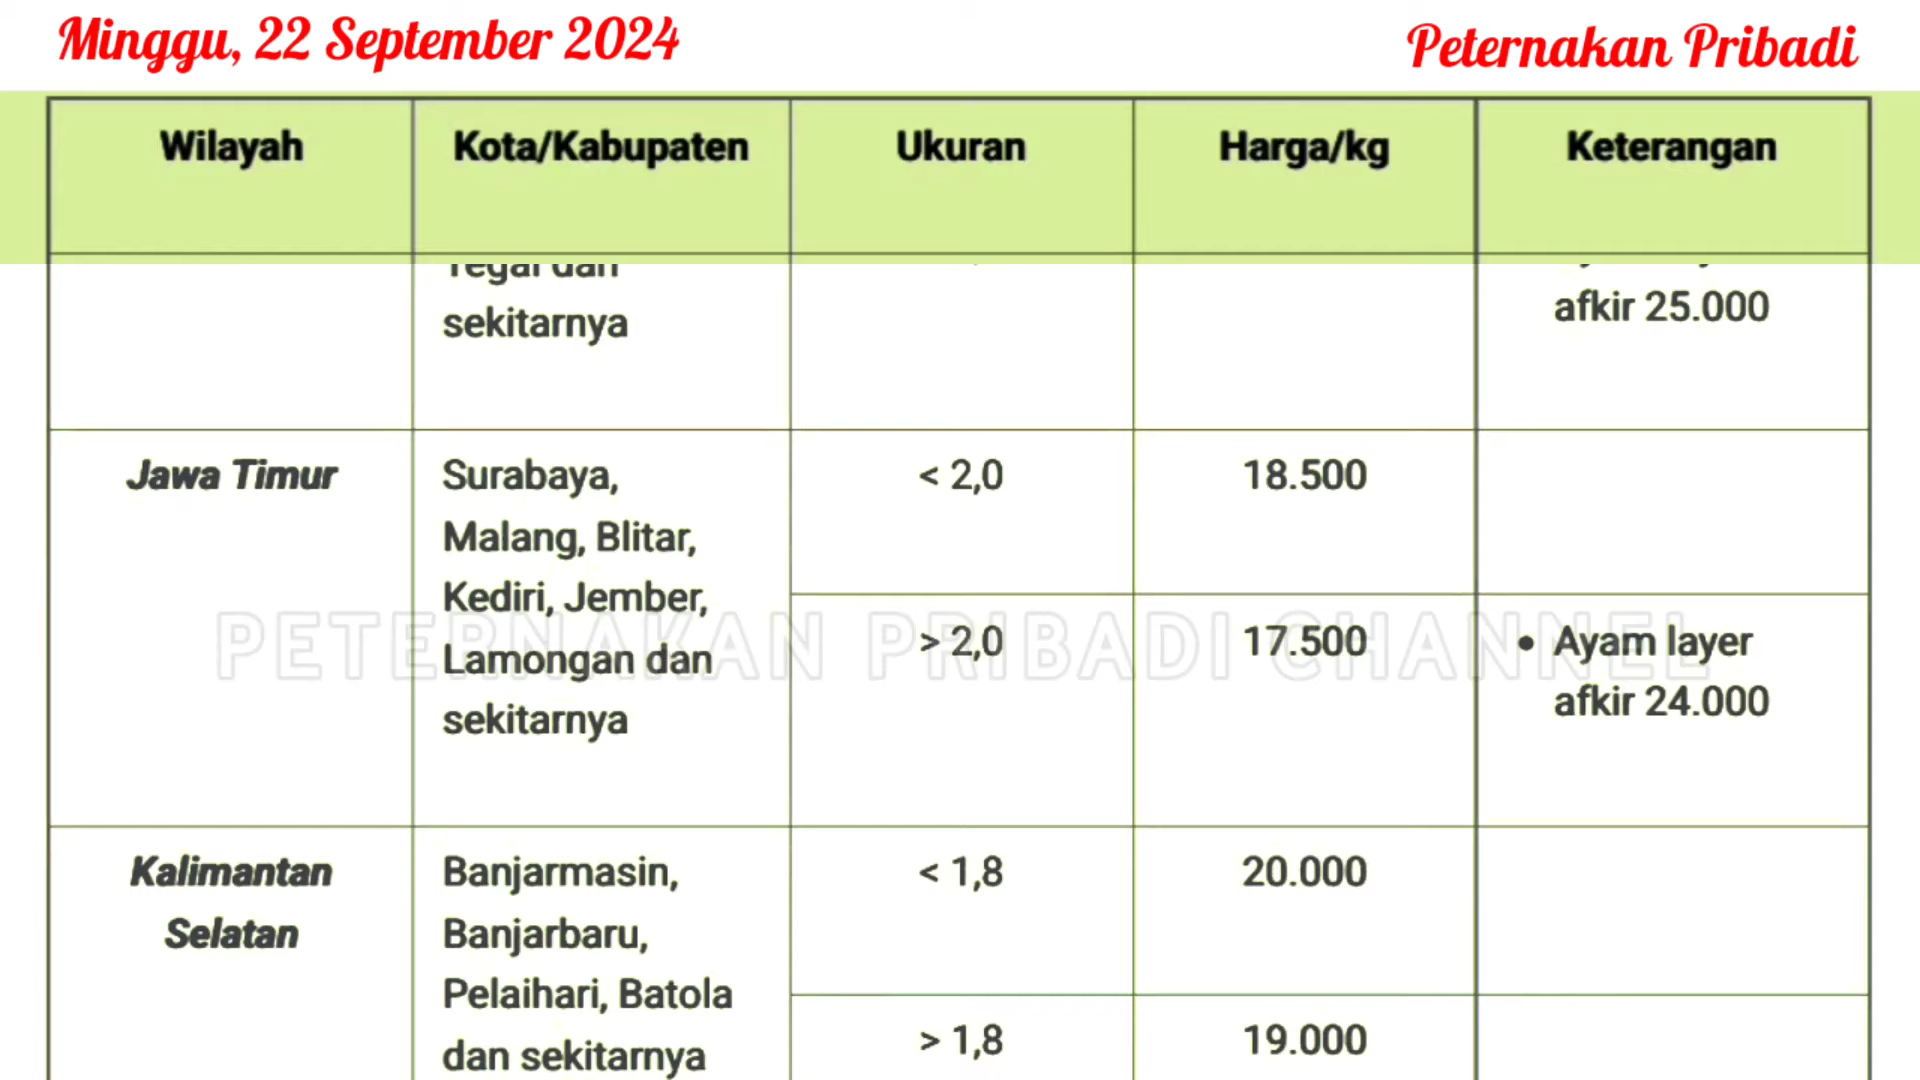 Minggu, 22 September 2024
Peternakan Pribadi
Wilayah Kota/Kabupaten Ukuran Harga/kg Keterangan
Tegal dan
sekitarnya
afkir 25.000
Jawa Timur
Surabaya,
Malang, Blitar,
Kediri, Jember,
Lamongan dan
sekitarnya
< 2,0 18.500
> 2,0 17.500
• Ayam layer
afkir 24.000
PETERNAKAN PRIBADI CHANNEL
Kalimantan
Selatan
Banjarmasin,
Banjarbaru,
Pelaihari, Batola
dan sekitarnya
< 1,8 20.000
> 1,8 19.000